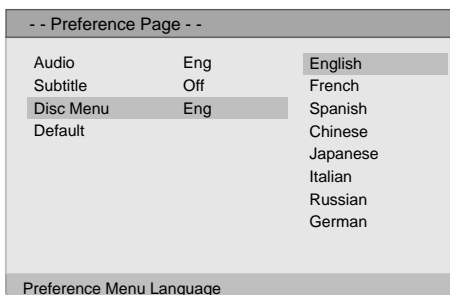 - - Preference Page - -
Audio Eng English
Subtitle Off French
Disc Menu Eng Spanish
Default Chinese
Japanese
Italian
Russian
German
Preference Menu Language